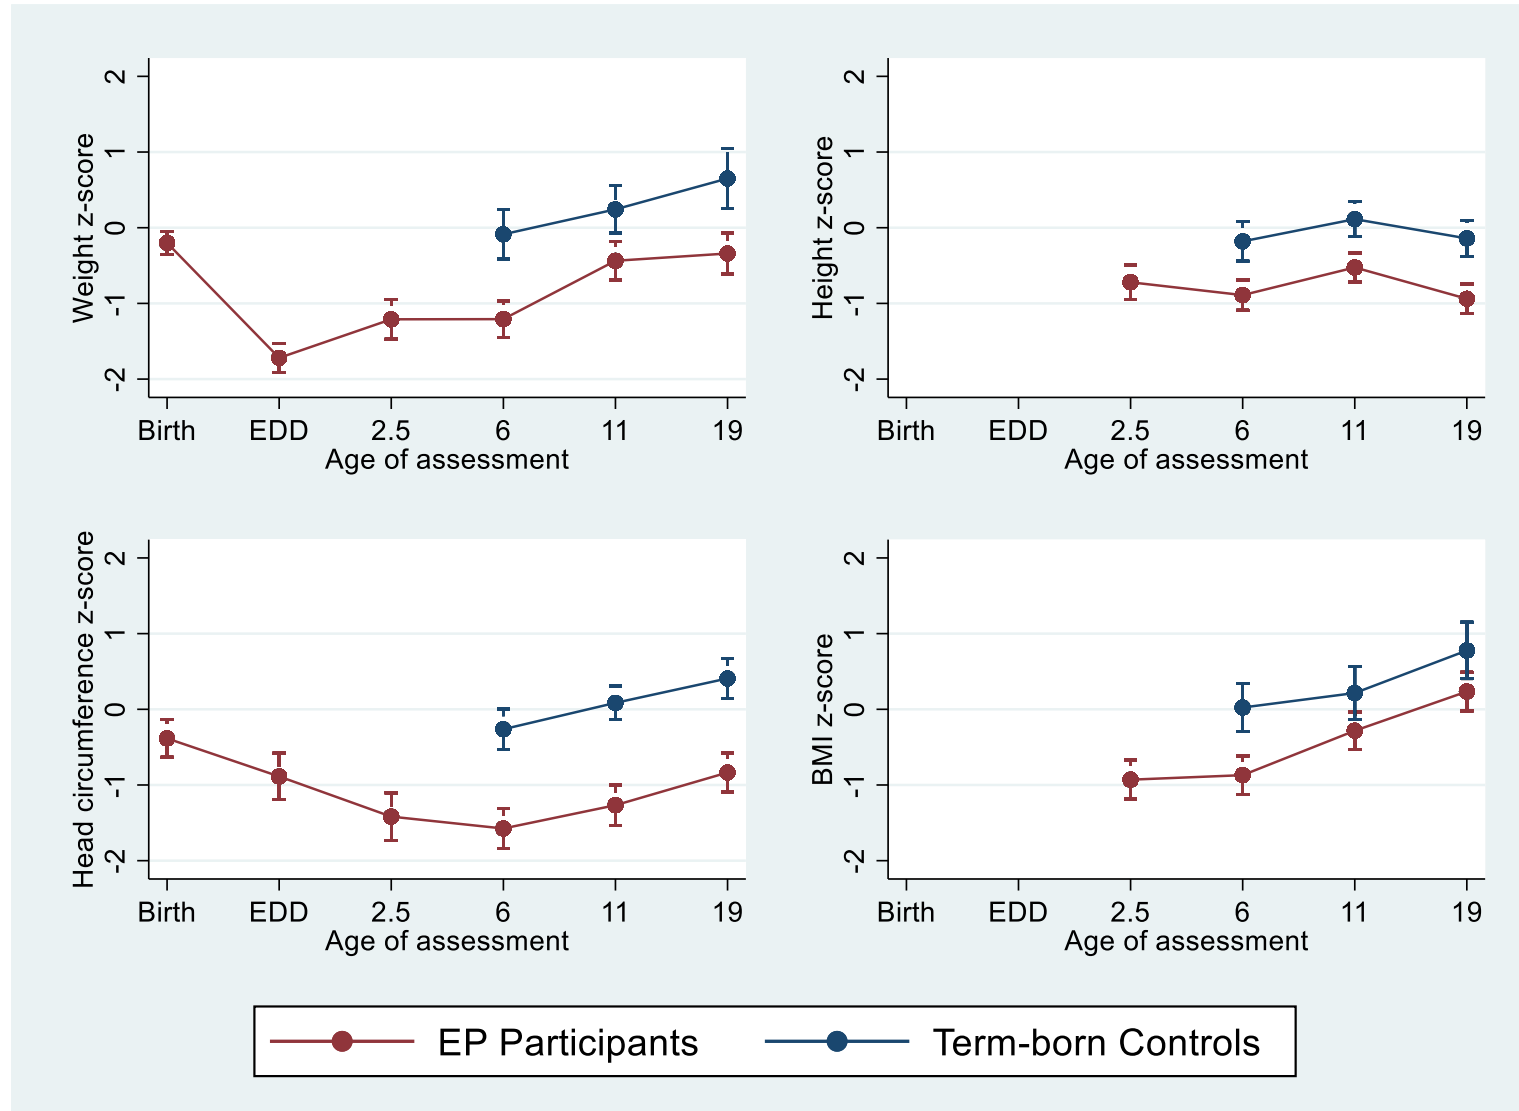 Weight z-score
2
1
0
-1
-2
Birth EDD 2.5 6 11 19
Age of assessment
Height z-score
2
1
0
-1
-2
Birth EDD 2.5 6 11 19
Age of assessment
Head circumference z-score
2
1
0
-1
-2
Birth EDD 2.5 6 11 19
Age of assessment
BMI z-score
2
1
0
-1
-2
Birth EDD 2.5 6 11 19
Age of assessment
EP Participants Term-born Controls